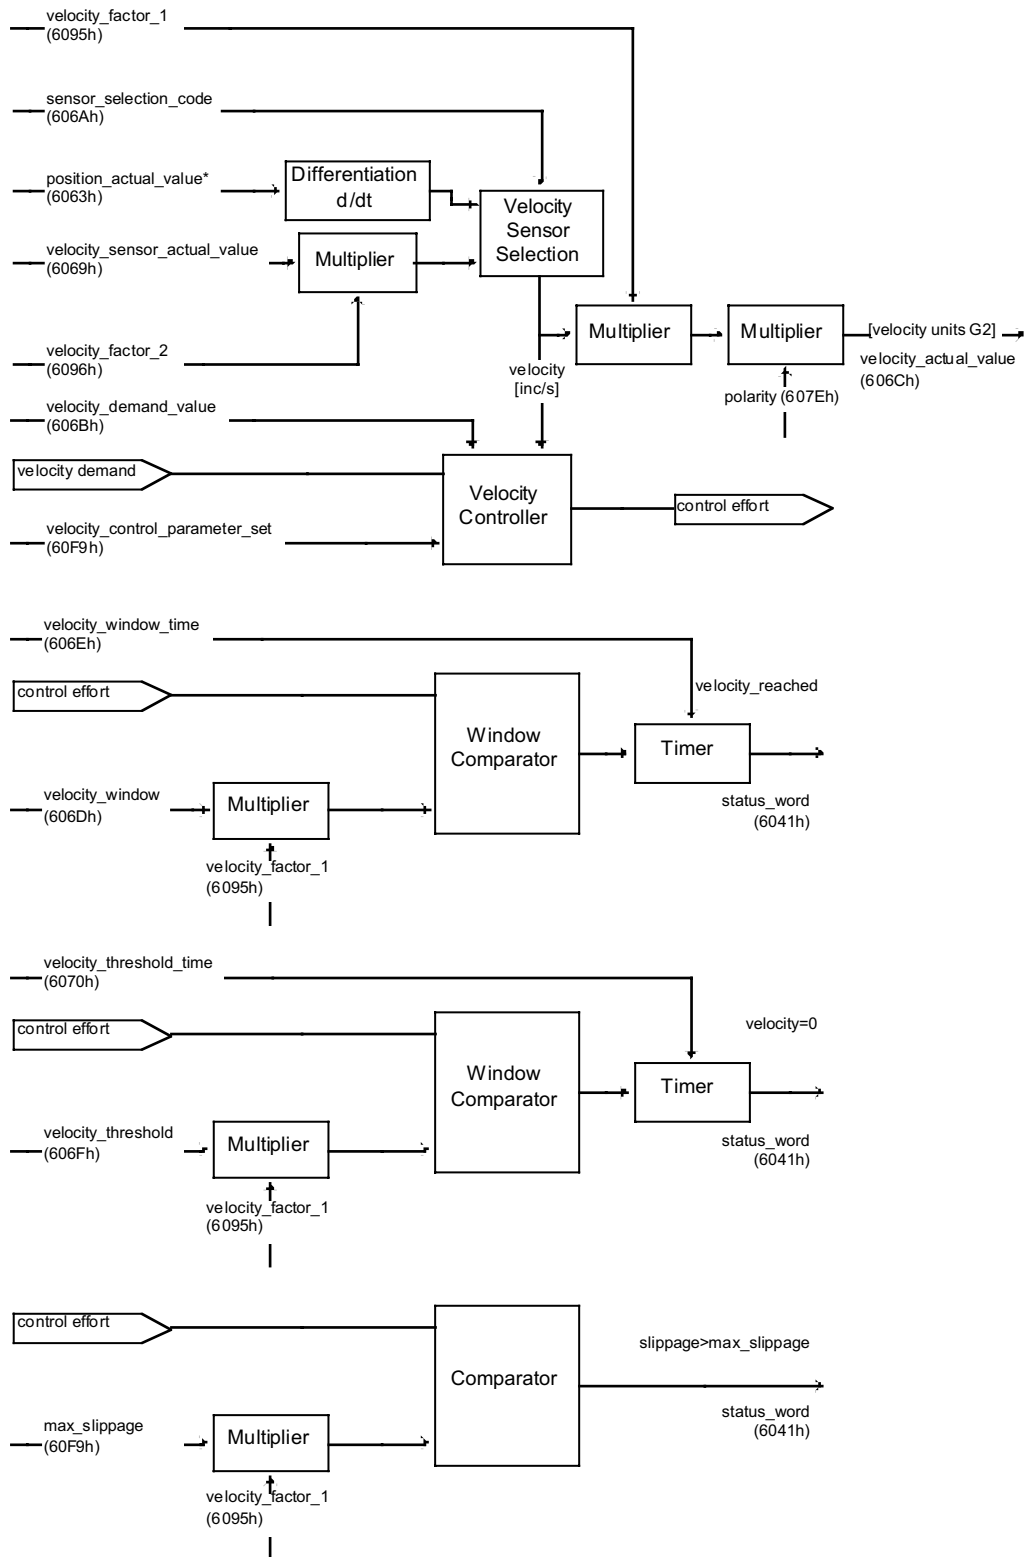 velocity_factor_1
(6095h)
sensor_selection_code
(606Ah)
position_actual_value*
(6063h)
Differentiation
d/dt
Velocity
Sensor
Selection
velocity_sensor_actual_value
(6069h)
Multiplier
Multiplier
Multiplier
[velocity units G2]
velocity_actual_value
(606Ch)
velocity_factor_2
(6096h)
velocity
[inc/s]
polarity (607Eh)
velocity_demand_value
(606Bh)
velocity demand
Velocity
Controller
control effort
velocity_control_parameter_set
(60F9h)
velocity_window_time
(606Eh)
control effort
velocity_reached
Window
Comparator
Timer
velocity_window
(606Dh)
Multiplier
status_word
(6041h)
velocity_factor_1
(6095h)
velocity_threshold_time
(6070h)
control effort
velocity=0
Window
Comparator
Timer
velocity_threshold
(606Fh)
Multiplier
status_word
(6041h)
velocity_factor_1
(6095h)
control effort
slippage>max_slippage
Comparator
status_word
(6041h)
max_slippage
(60F9h)
Multiplier
velocity_factor_1
(6095h)